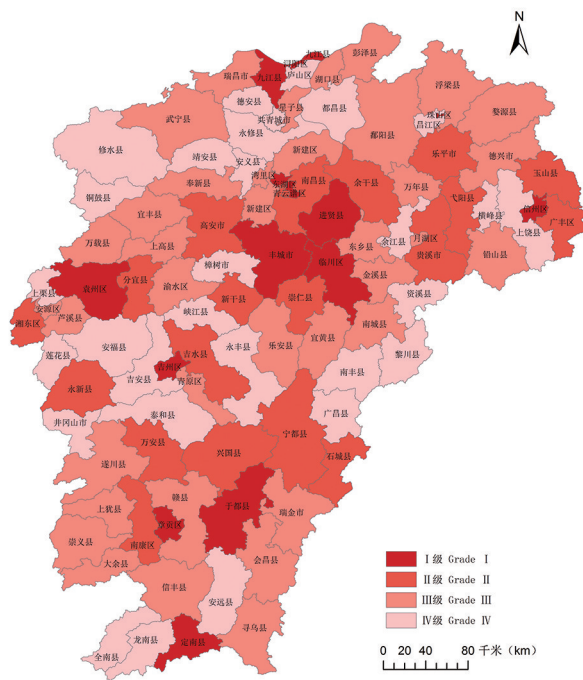 N
九江县
浔阳区
彭泽县
瑞昌市
九江县
庐山区
湖口县
浮梁县
德安县
星子县
都昌县
婺源县
武宁县
共青城市
永修县
鄱阳县
珠山区
昌江区
修水县
靖安县
安义县
新建区
乐平市
德兴市
湾里区
东湖区
南昌县
万年县
玉山县
铜鼓县
奉新县
青云谱区
余干县
弋阳县
信州区
宜丰县
新建区
进贤县
横峰县
广丰区
高安市
余江县
月湖区
上饶县
万载县
上高县
丰城市
临川区
东乡县
贵溪市
铅山县
樟树市
金溪县
上栗县
袁州区
分宜县
渝水区
资溪县
安源区
新干县
崇仁县
湘东区
芦溪县
峡江县
南城县
莲花县
安福县
吉水县
永丰县
乐安县
宜黄县
黎川县
吉州区
南丰县
永新县
吉安县
青原区
井冈山市
泰和县
广昌县
万安县
宁都县
遂川县
兴国县
石城县
上犹县
赣县
于都县
瑞金市
章贡区
崇义县
南康区
大余县
会昌县
信丰县
安远县
寻乌县
龙南县
定南县
全南县
I级 Grade I
II级 Grade II
III级 Grade III
IV级 Grade IV
0 20 40 80 千米（km）